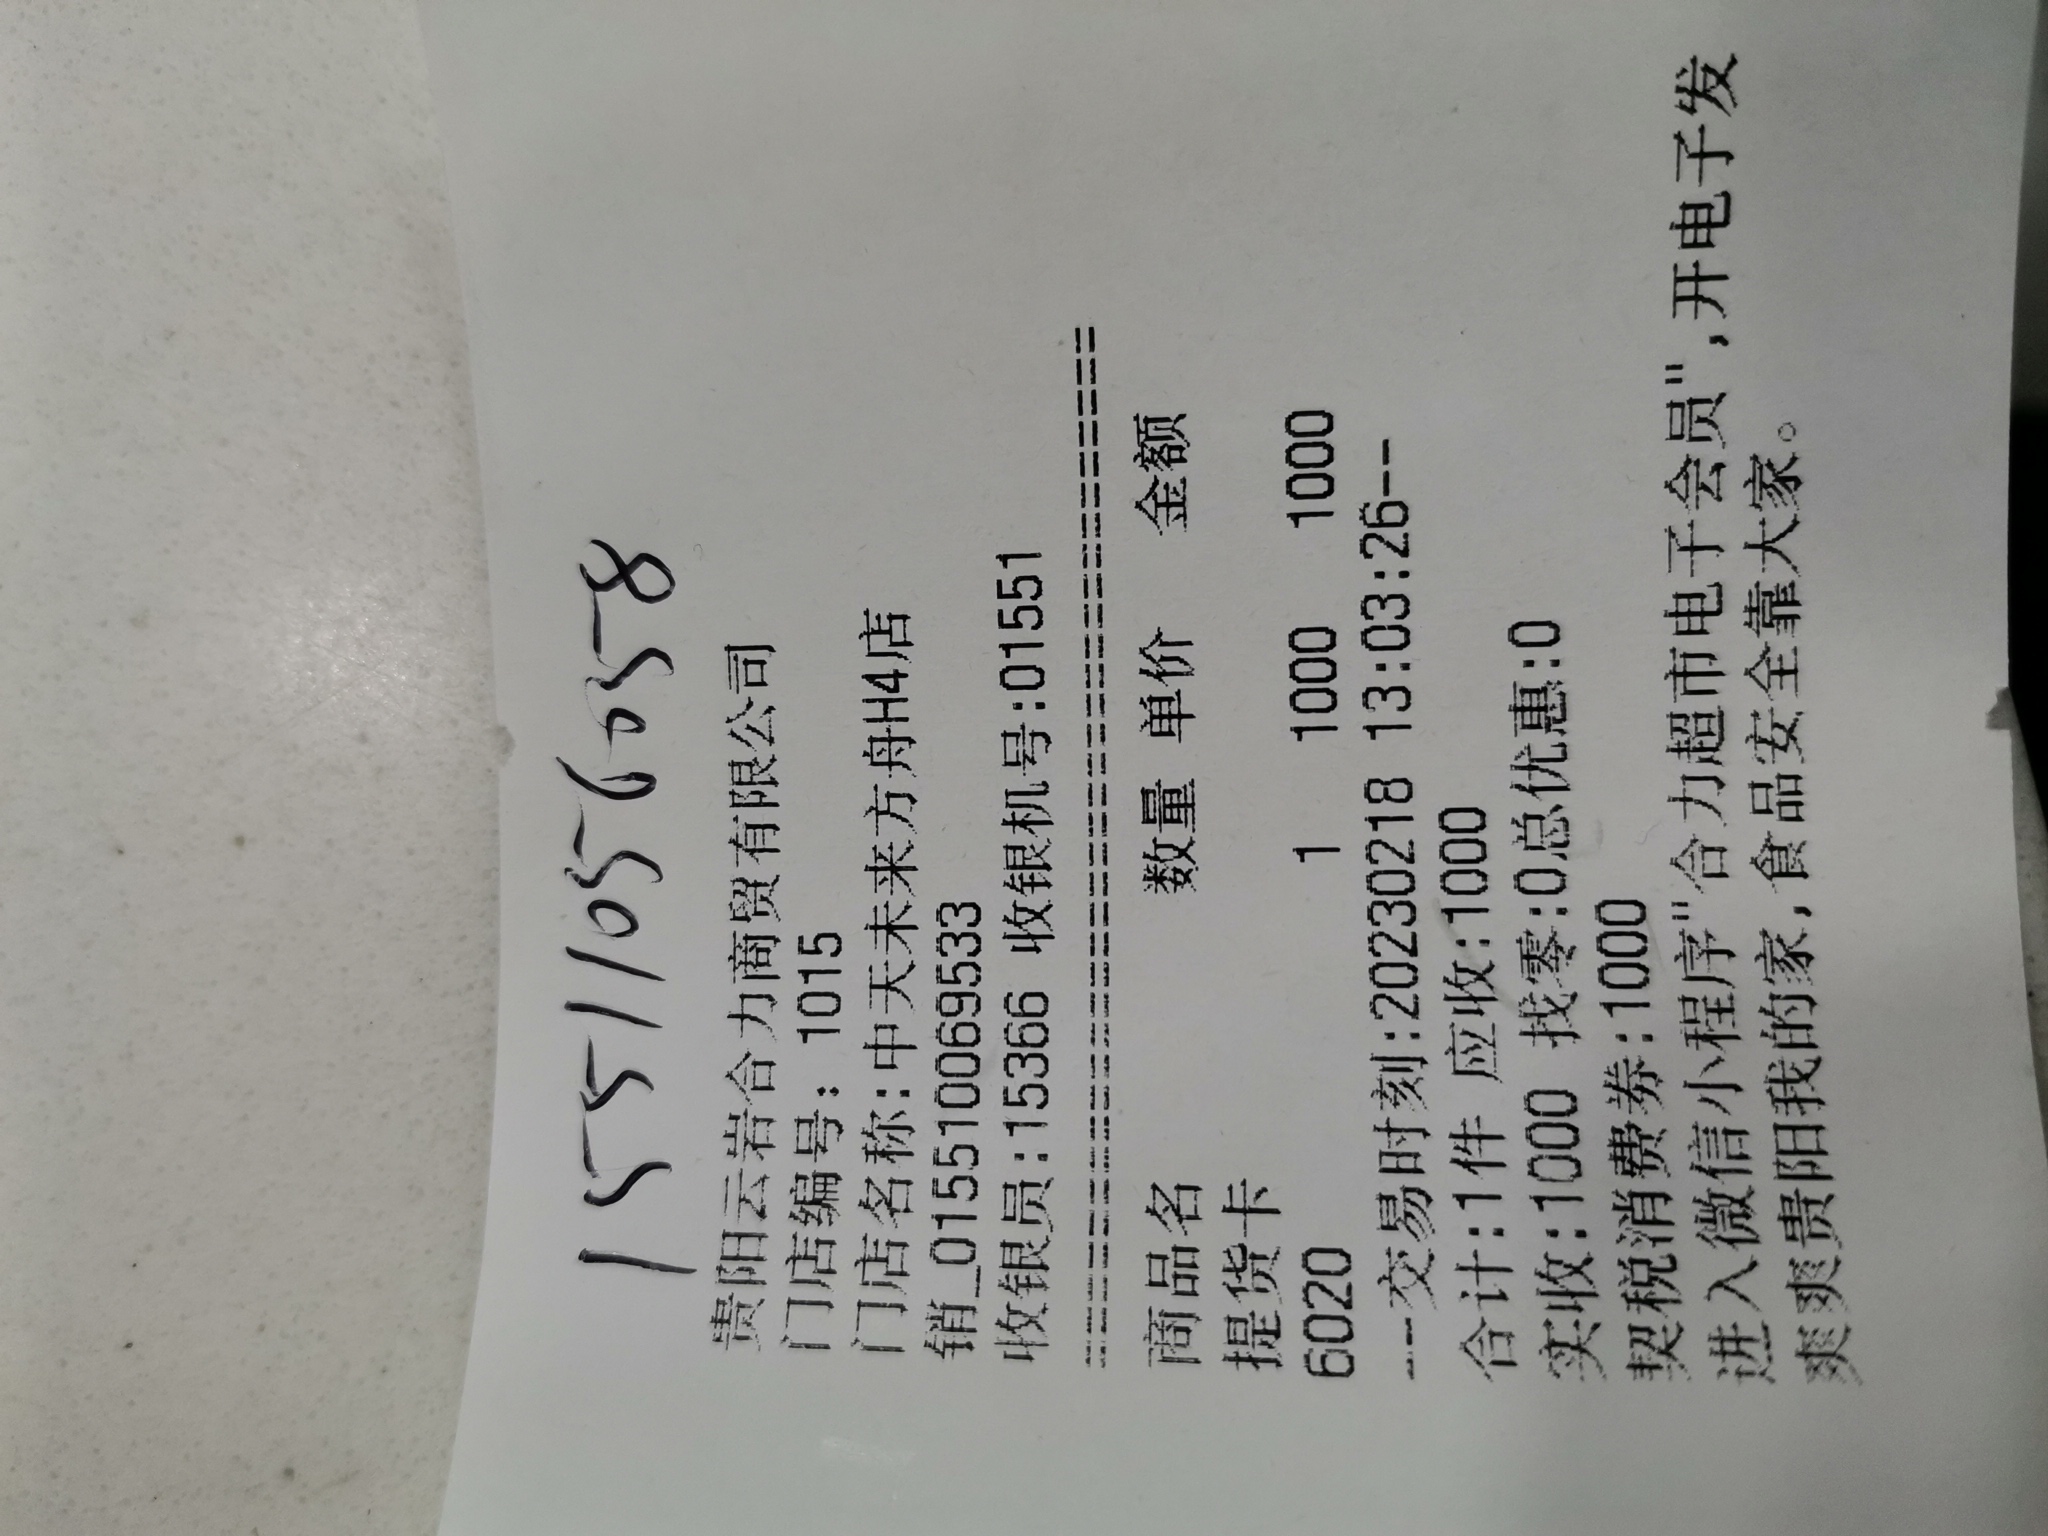 15511056058
贵阳云岩合力商贸有限公司
门店编号：1015
门店名称:中天未来方舟H4店
销_015510069533
收银员:15366 收银机号:01551
========================================
商品名 数量 单价 金额
提货卡
6020 1 1000 1000
---交易时刻:20230218 13:03:26--
合计:1件 应收:1000
实收:1000 找零:0总优惠:0
契税消费券:1000
进入微信小程序"合力超市电子会员",开电子发
爽爽贵阳我的家,食品安全靠大家。